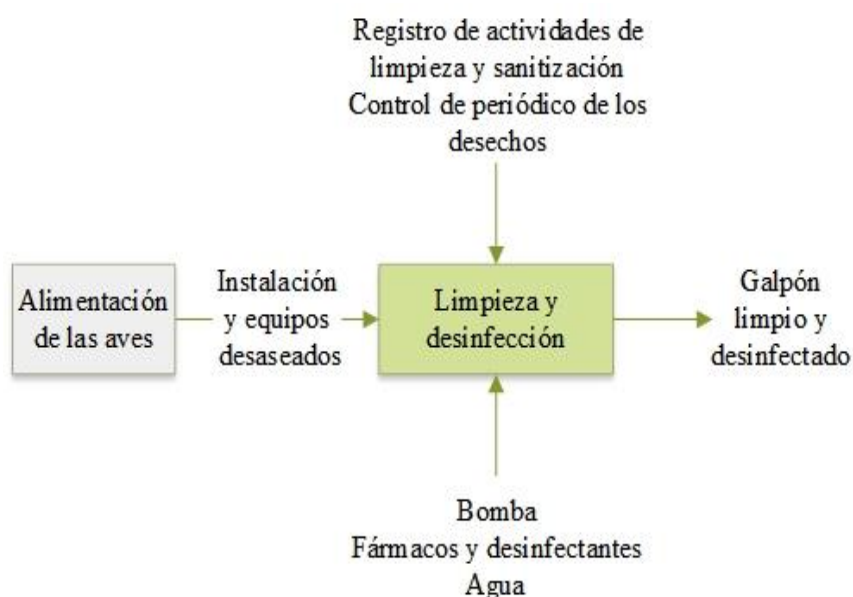 Registro de actividades de
limpieza y sanitización
Control de periódico de los
desechos
Alimentación
de las aves
Instalación
y equipos
desaseados
Limpieza y
desinfección
Galpón
limpio y
desinfectado
Bomba
Fármacos y desinfectantes
Agua